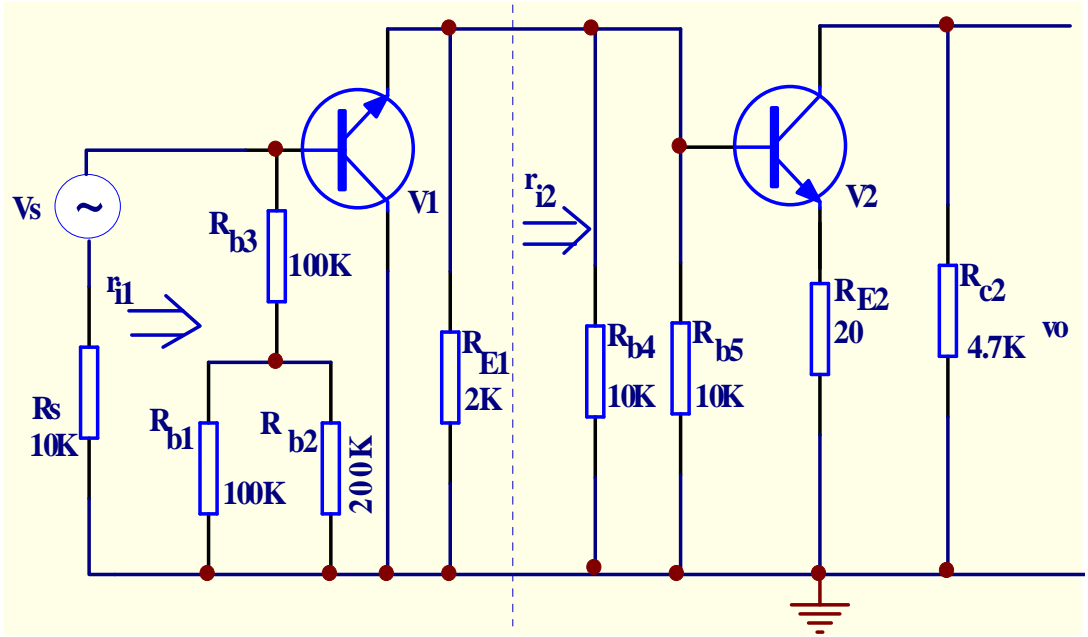 Vs
~
Rs
10K
ri1
Rb3
100K
Rb1
100K
Rb2
200K
V1
RE1
2K
ri2
Rb4
10K
Rb5
10K
V2
RE2
20
Rc2
4.7K
vo